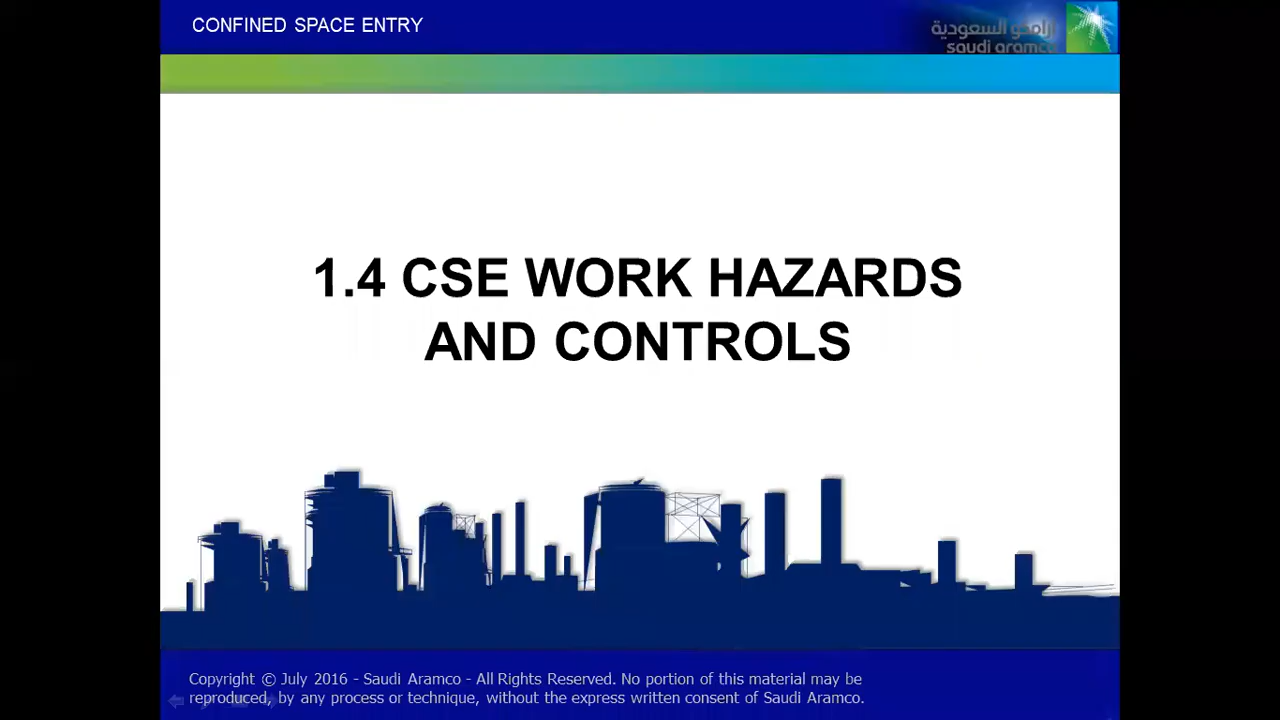 CONFINED SPACE ENTRY
أرامكو السعودية
saudi aramco
1.4 CSE WORK HAZARDS
AND CONTROLS
Copyright © July 2016 - Saudi Aramco - All Rights Reserved. No portion of this material may be
reproduced, by any process or technique, without the express written consent of Saudi Aramco.